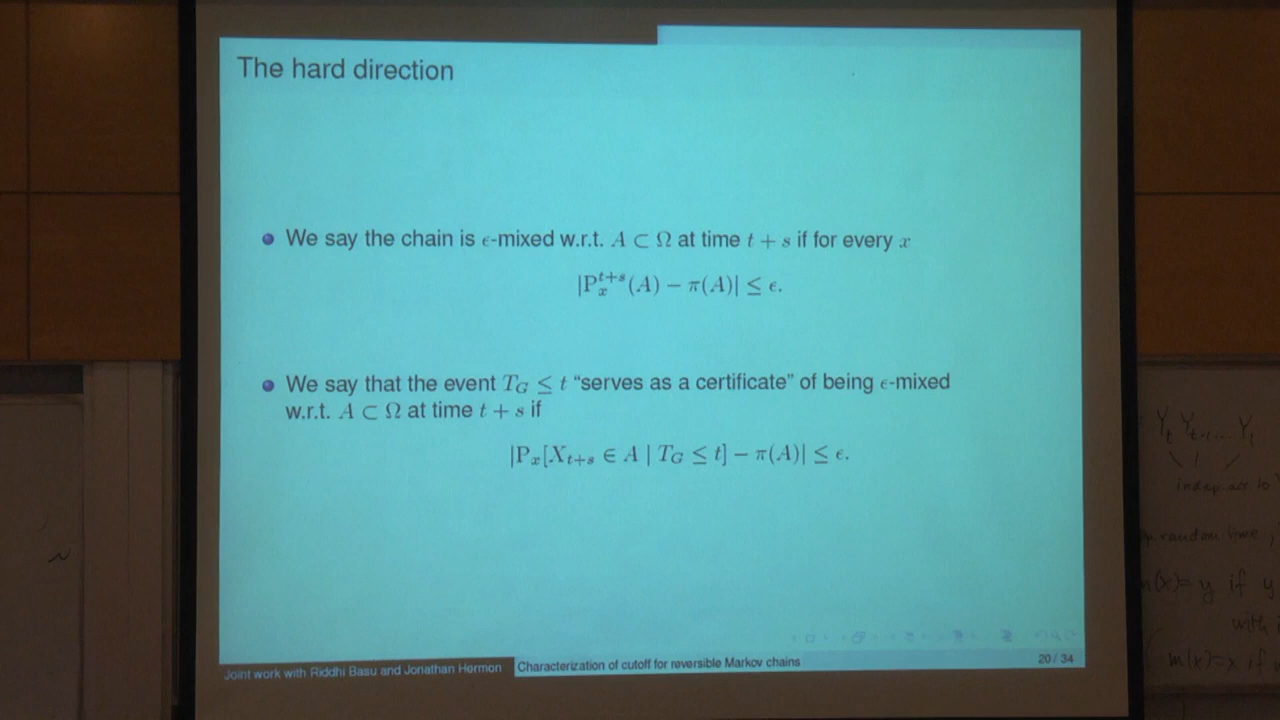 The hard direction
We say the chain is ϵ-mixed w.r.t. A ⊂ Ω at time t + s if for every x
|P_x^{t+s}(A) − π(A)| ≤ ϵ.
We say that the event T_G ≤ t “serves as a certificate” of being ϵ-mixed
w.r.t. A ⊂ Ω at time t + s if
|P_x[X_{t+s} ∈ A | T_G ≤ t] − π(A)| ≤ ϵ.
Joint work with Riddhi Basu and Jonathan Hermon
Characterization of cutoff for reversible Markov chains
20 / 34
= Y_t Y_{t-1}... Y_1
random time
m(x)= y if y
with
m(x)=x if